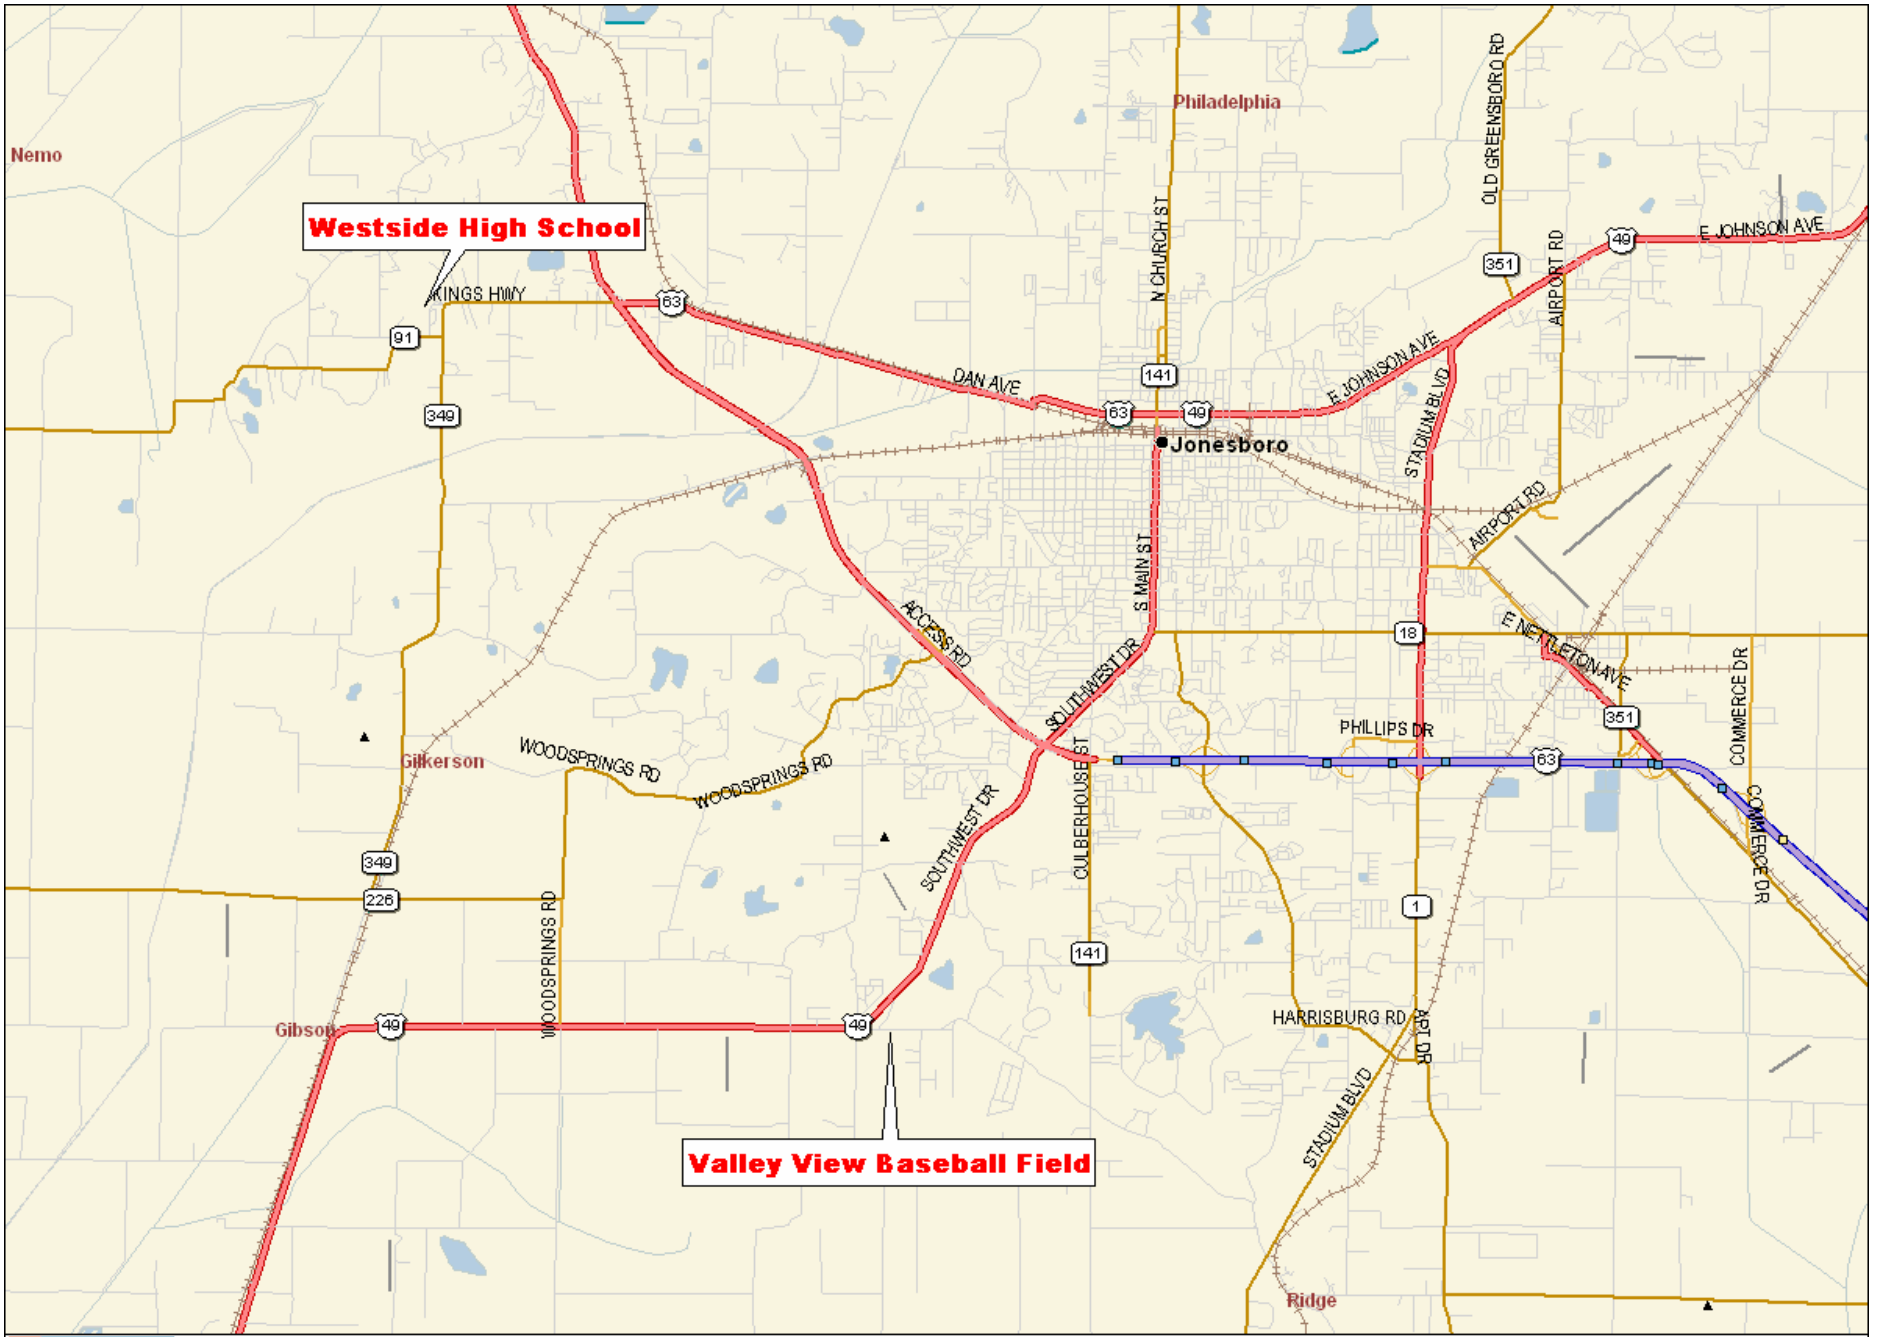 Philadelphia
OLD GREENSBORO RD
Nemo
Westside High School
N CHURCH ST
E JOHNSON AVE
49
351
AIRPORT RD
KINGS HWY
63
91
141
E JOHNSON AVE
DAN AVE
STADIUM BLVD
349
63
49
Jonesboro
AIRPORT RD
S MAIN ST
ACCESS RD
18
E NETTLETON AVE
SOUTHWEST DR
COMMERCE DR
351
PHILLIPS DR
WOODSPRINGS RD
Gilkerson
WOODSPRINGS RD
63
CULBERHOUSE ST
SOUTHWEST DR
COMMERCE DR
349
226
1
WOODSPRINGS RD
141
Gibson
49
49
HARRISBURG RD
APT DR
STADIUM BLVD
Valley View Baseball Field
Ridge